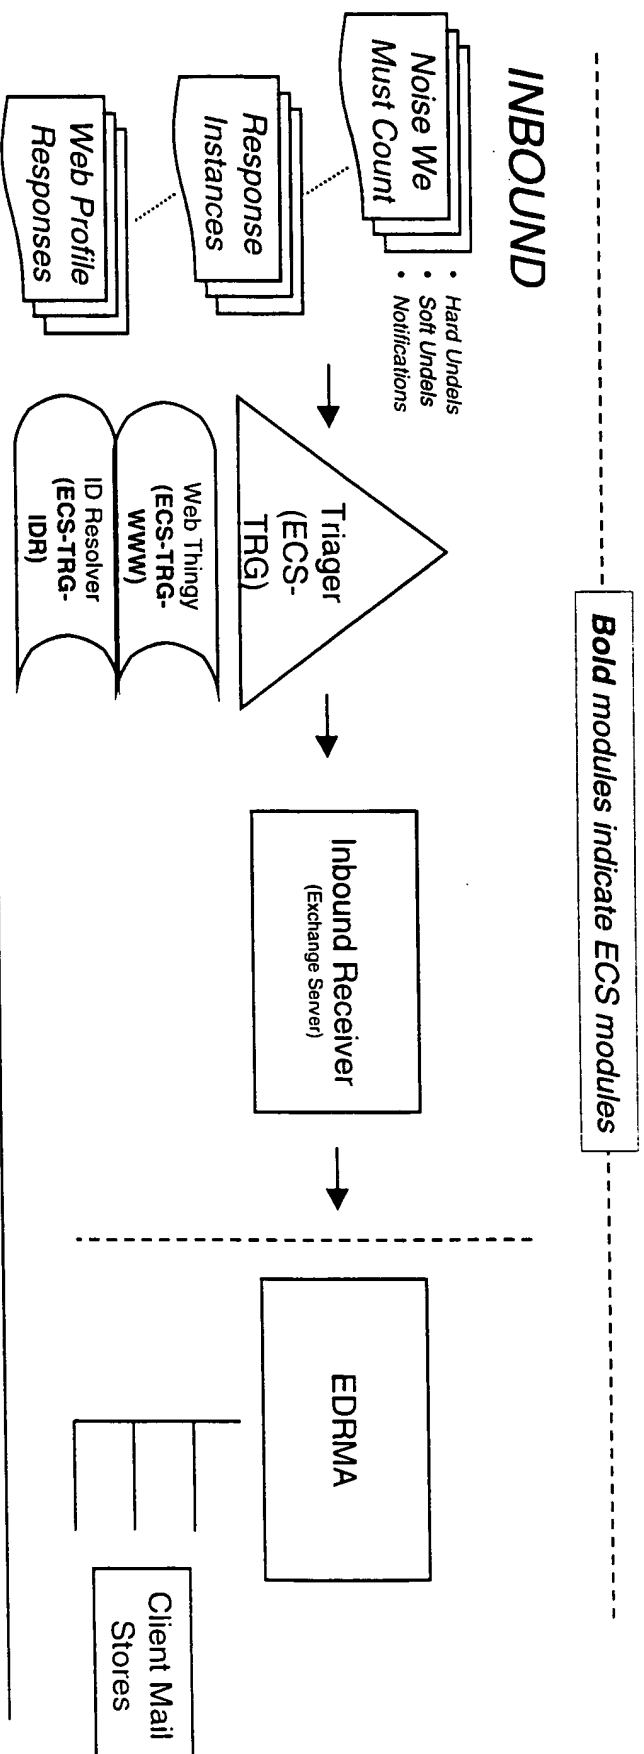 Bold modules indicate ECS modules
INBOUND
Noise We
Must Count
• Hard Undels
• Soft Undels
• Notifications
Response
Instances
Web Profile
Responses
Triager
(ECS-
TRG)
Web Thingy
(ECS-TRG-
WWW)
ID Resolver
(ECS-TRG-
IDR)
Inbound Receiver
(Exchange Server)
EDRMA
Client Mail
Stores